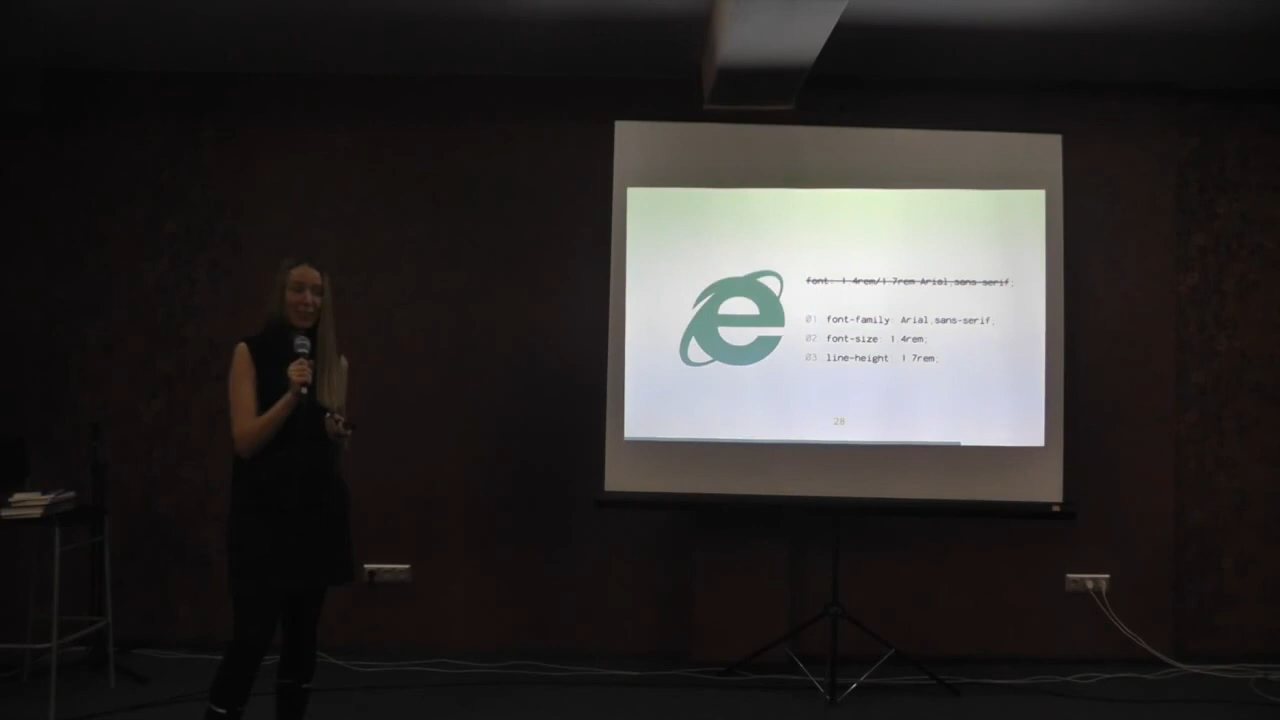 font: 1.4rem/1.7rem Arial,sans-serif;
01 font-family: Arial,sans-serif;
02 font-size: 1.4rem;
03 line-height: 1.7rem;
28